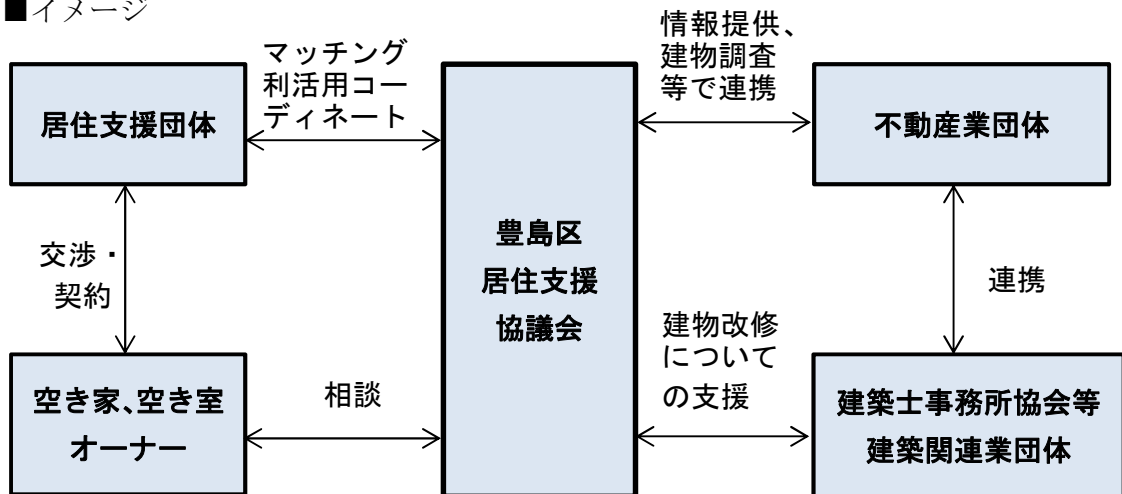 ■イメージ
マッチング
利活用コー
ディネート
情報提供、
建物調査
等で連携
居住支援団体
不動産業団体
豊島区
居住支援
協議会
交渉・
契約
連携
空き家、空き室
オーナー
相談
建物改修
について
の支援
建築士事務所協会等
建築関連業団体